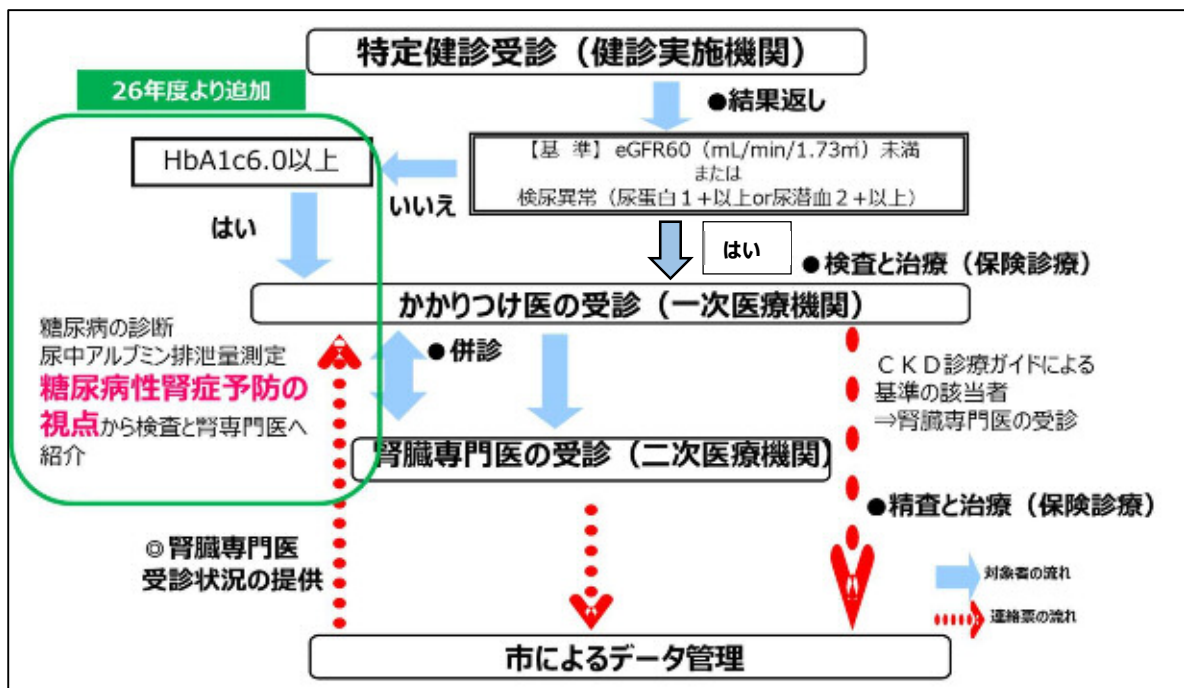 特定健診受診（健診実施機関）
26年度より追加
●結果返し
HbA1c6.0以上
【基 準】eGFR60（mL/min/1.73㎡）未満
または
検尿異常（尿蛋白１+以上or尿潜血２+以上）
いいえ
はい
はい
●検査と治療（保険診療）
かかりつけ医の受診（一次医療機関）
糖尿病の診断
尿中アルブミン排泄量測定
糖尿病性腎症予防の
視点から検査と腎専門医へ
紹介
●併診
ＣＫＤ診療ガイドによる
基準の該当者
⇒腎臓専門医の受診
腎臓専門医の受診（二次医療機関）
●精査と治療（保険診療）
◎腎臓専門医
受診状況の提供
対象者の流れ
連絡票の流れ
市によるデータ管理